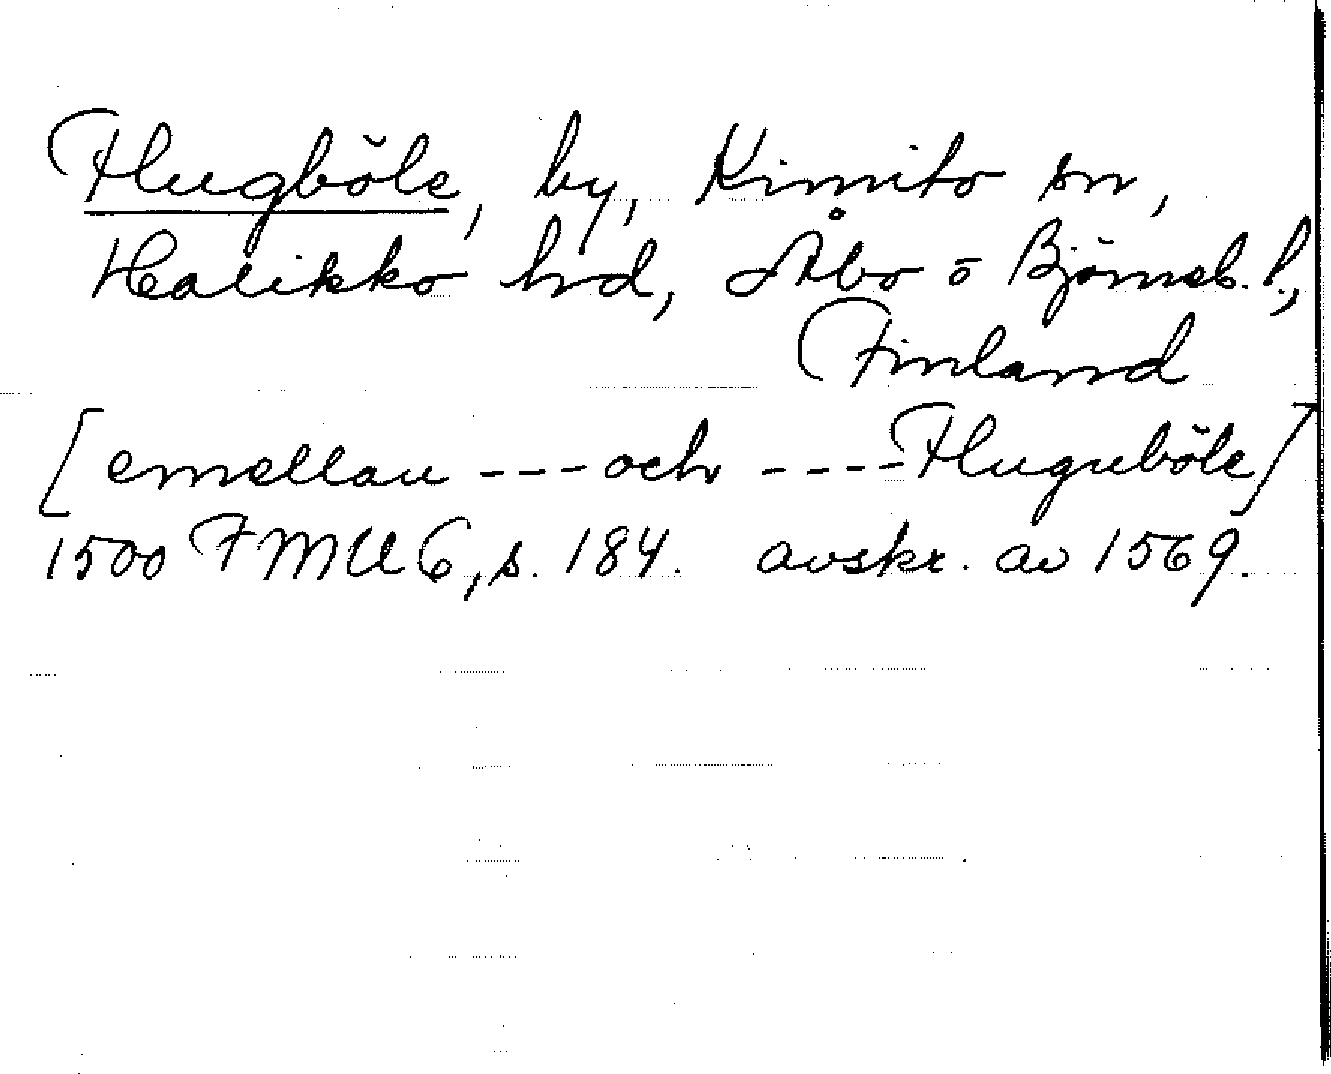 Flugböle, by, Kimito sn,
Halikko hd, Åbo o Björneb. l.,
Finland
[emellan --- och ---- Fluguböle]
1500 FMU 6, s. 184. avskr. av 1569.